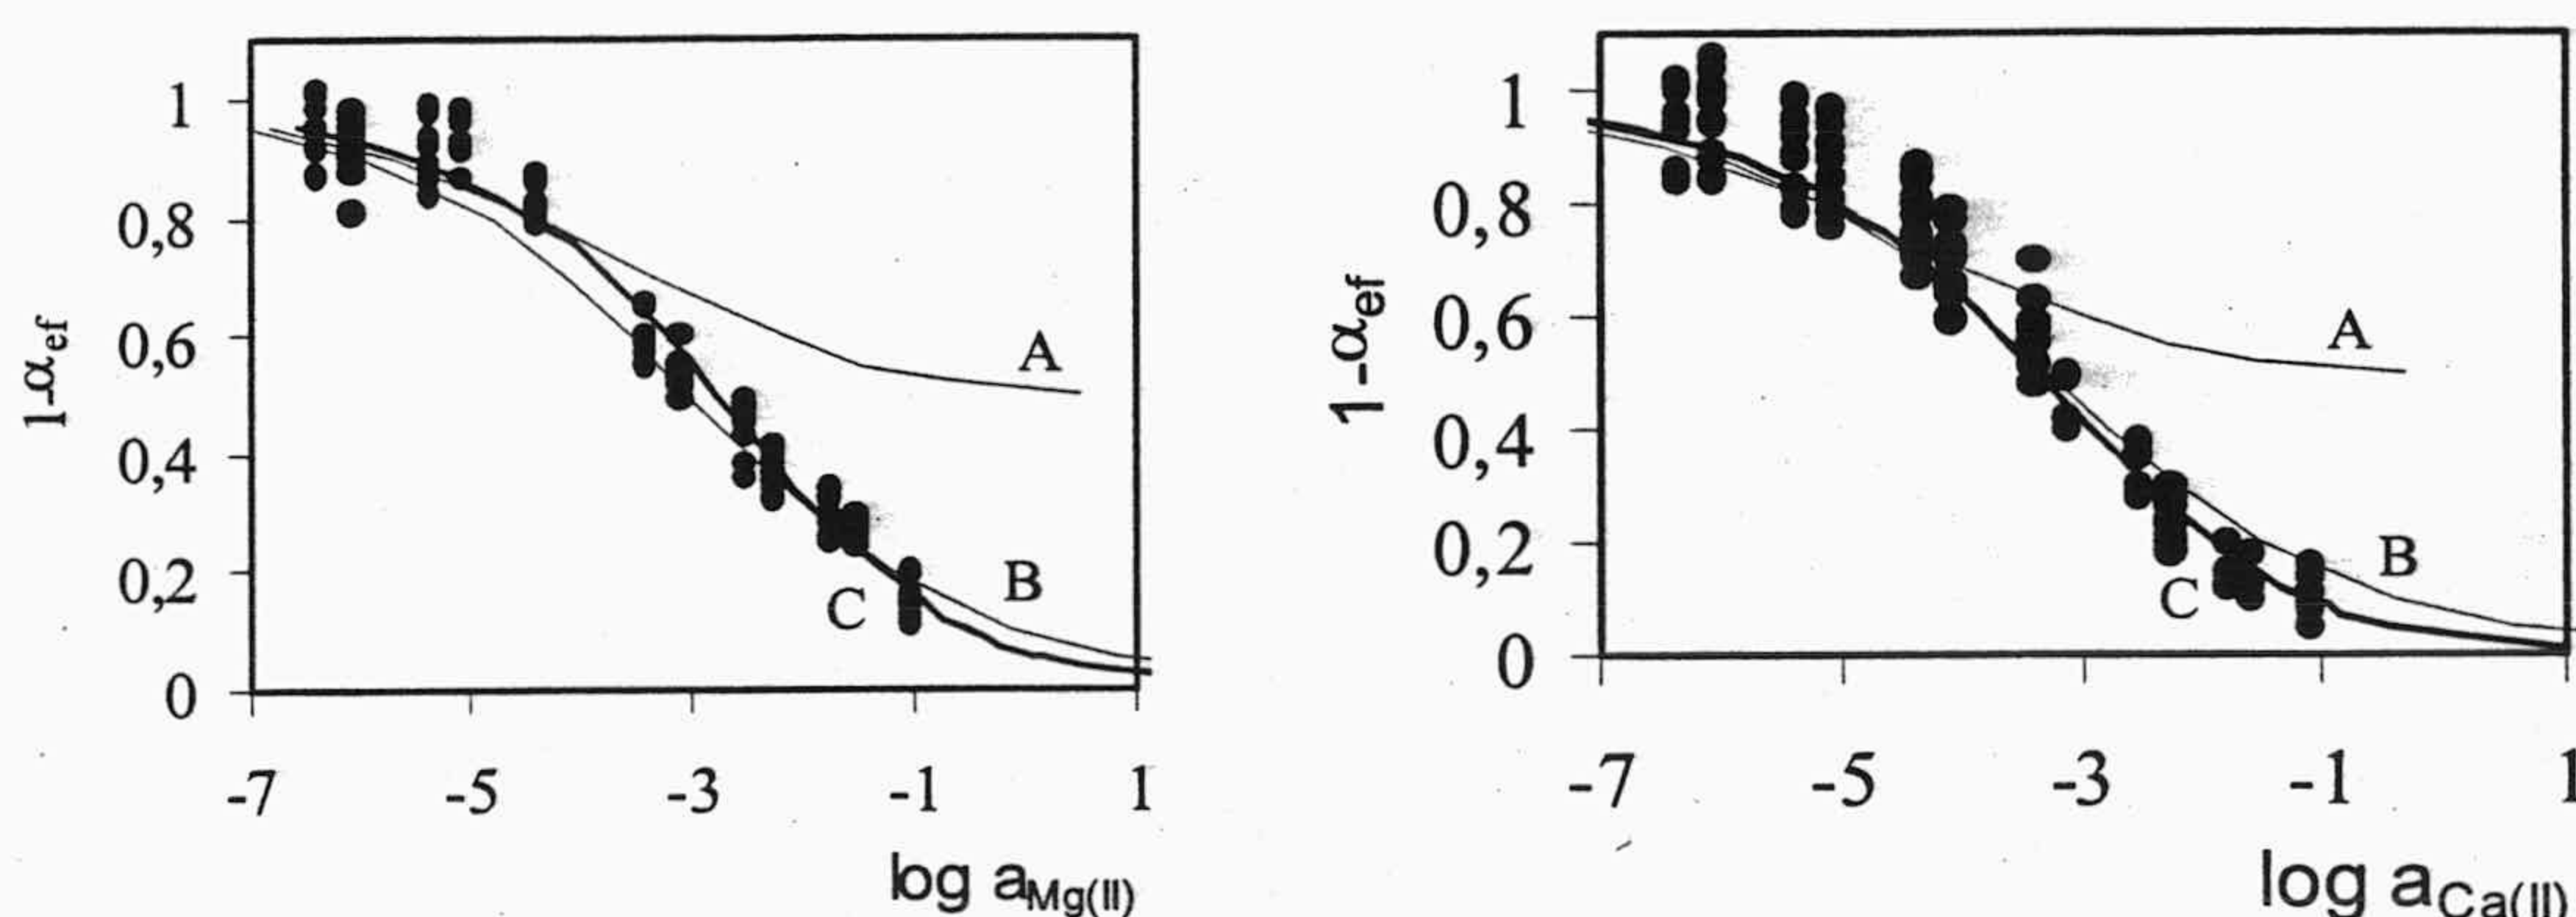 1
0,8
0,6
0,4
0,2
0
1-αef
A
B
C
-7 -5 -3 -1 1
log aMg(II)
1
0,8
0,6
0,4
0,2
0
1-αef
A
B
C
-7 -5 -3 -1 1
log aCa(II)